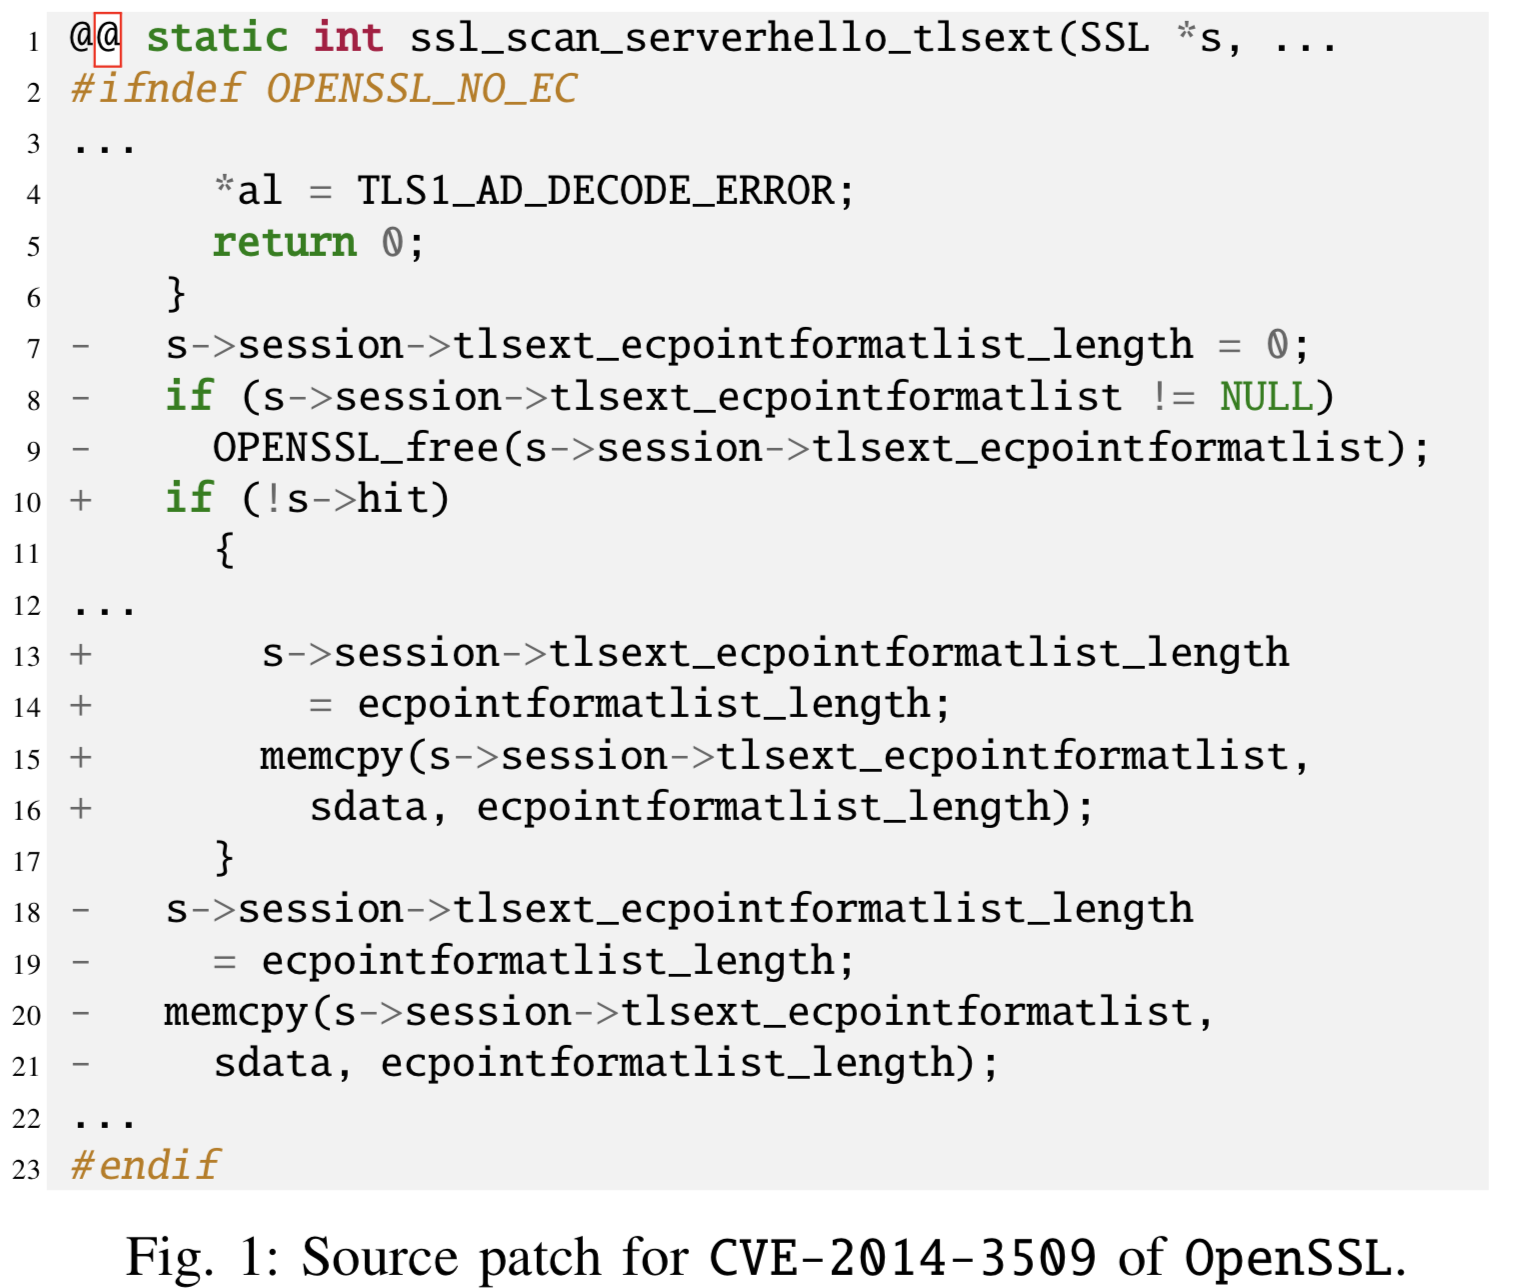 1 @@ static int ssl_scan_serverhello_tlsext(SSL *s, ...
2 #ifndef OPENSSL_NO_EC
3 ...
4       *al = TLS1_AD_DECODE_ERROR;
5       return 0;
6     }
7 -   s->session->tlsext_ecpointformatlist_length = 0;
8 -   if (s->session->tlsext_ecpointformatlist != NULL)
9 -     OPENSSL_free(s->session->tlsext_ecpointformatlist);
10 +   if (!s->hit)
11       {
12 ...
13 +       s->session->tlsext_ecpointformatlist_length
14 +         = ecpointformatlist_length;
15 +       memcpy(s->session->tlsext_ecpointformatlist,
16 +         sdata, ecpointformatlist_length);
17       }
18 -   s->session->tlsext_ecpointformatlist_length
19 -     = ecpointformatlist_length;
20 -   memcpy(s->session->tlsext_ecpointformatlist,
21 -     sdata, ecpointformatlist_length);
22 ...
23 #endif
Fig. 1: Source patch for CVE-2014-3509 of OpenSSL.